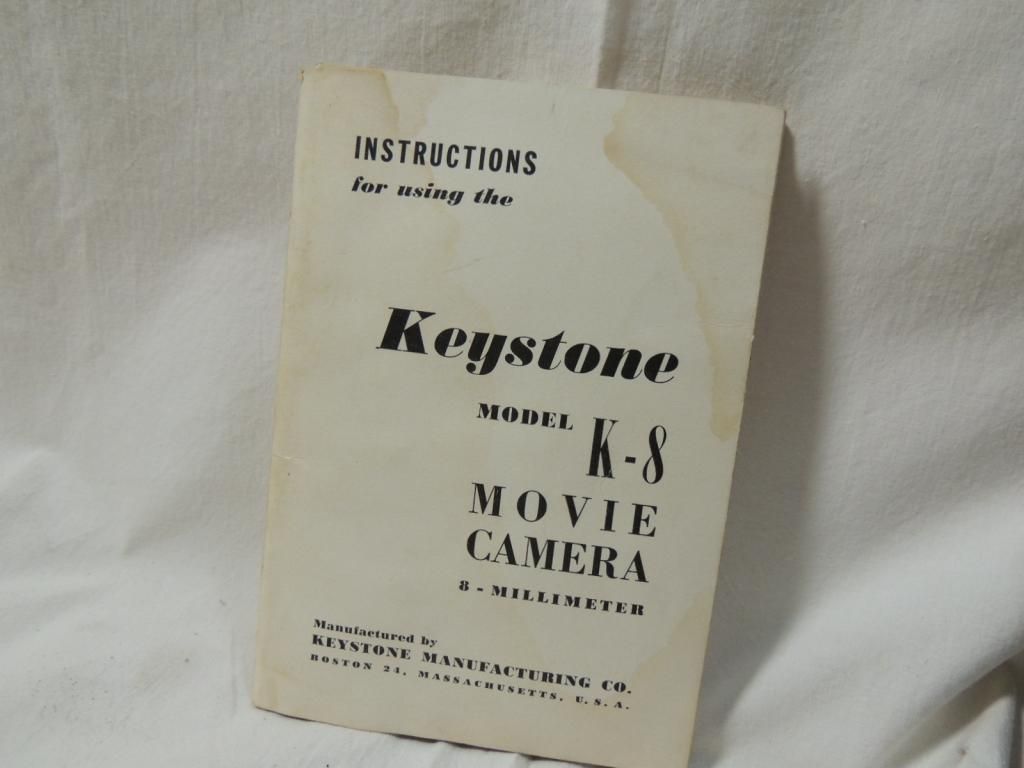 INSTRUCTIONS
for using the
Keystone
MODEL K-8
MOVIE
CAMERA
8 - MILLIMETER
Manufactured by
KEYSTONE MANUFACTURING CO.
BOSTON 24, MASSACHUSETTS, U. S. A.